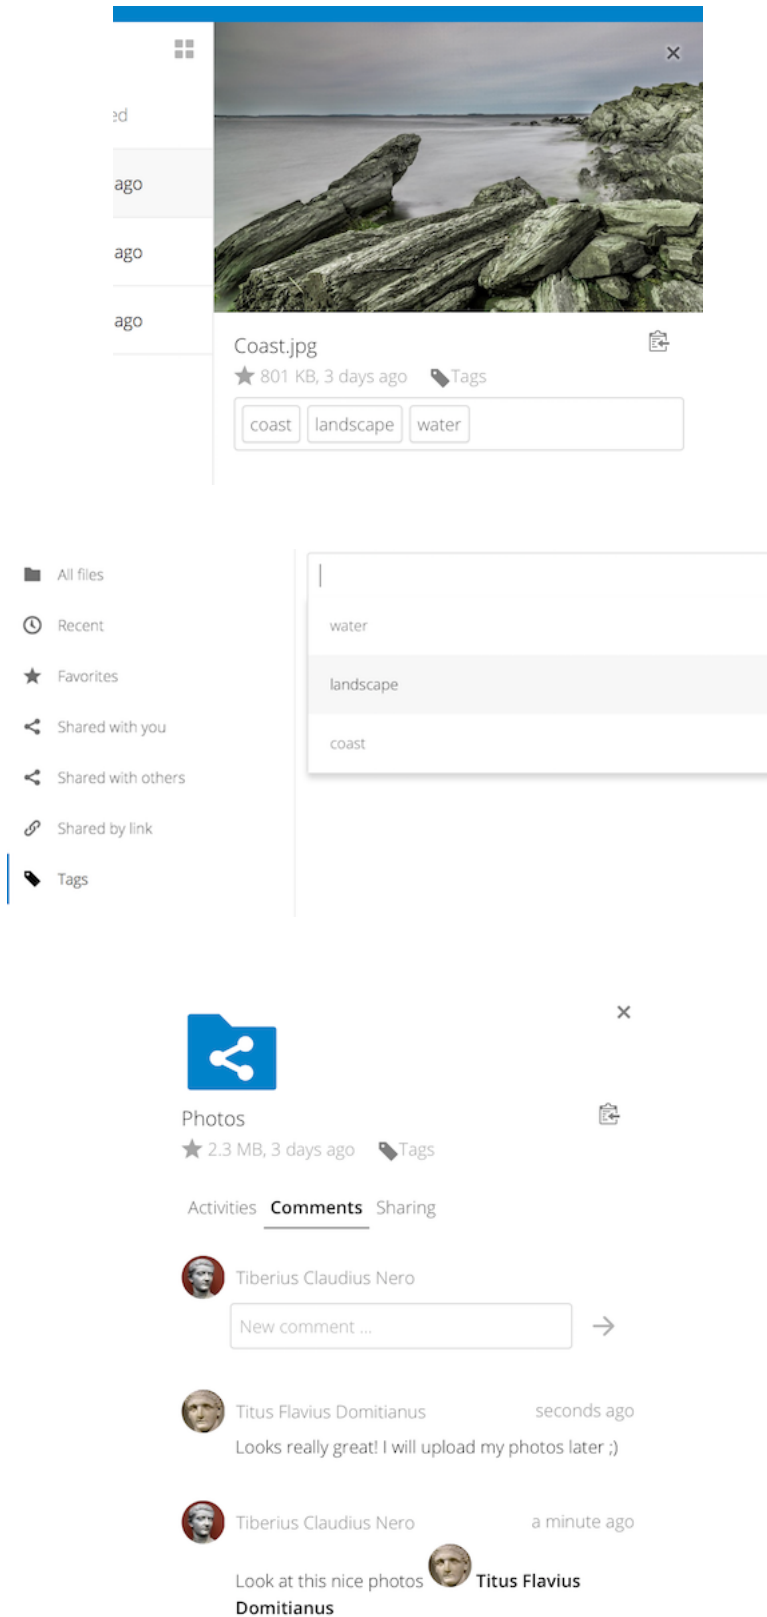 ed
ago
ago
ago
Coast.jpg
801 KB, 3 days ago Tags
coast landscape water
All files
Recent
Favorites
Shared with you
Shared with others
Shared by link
Tags
water
landscape
coast
Photos
2.3 MB, 3 days ago Tags
Activities Comments Sharing
Tiberius Claudius Nero
New comment ...
Titus Flavius Domitianus seconds ago
Looks really great! I will upload my photos later ;)
Tiberius Claudius Nero a minute ago
Look at this nice photos Titus Flavius
Domitianus